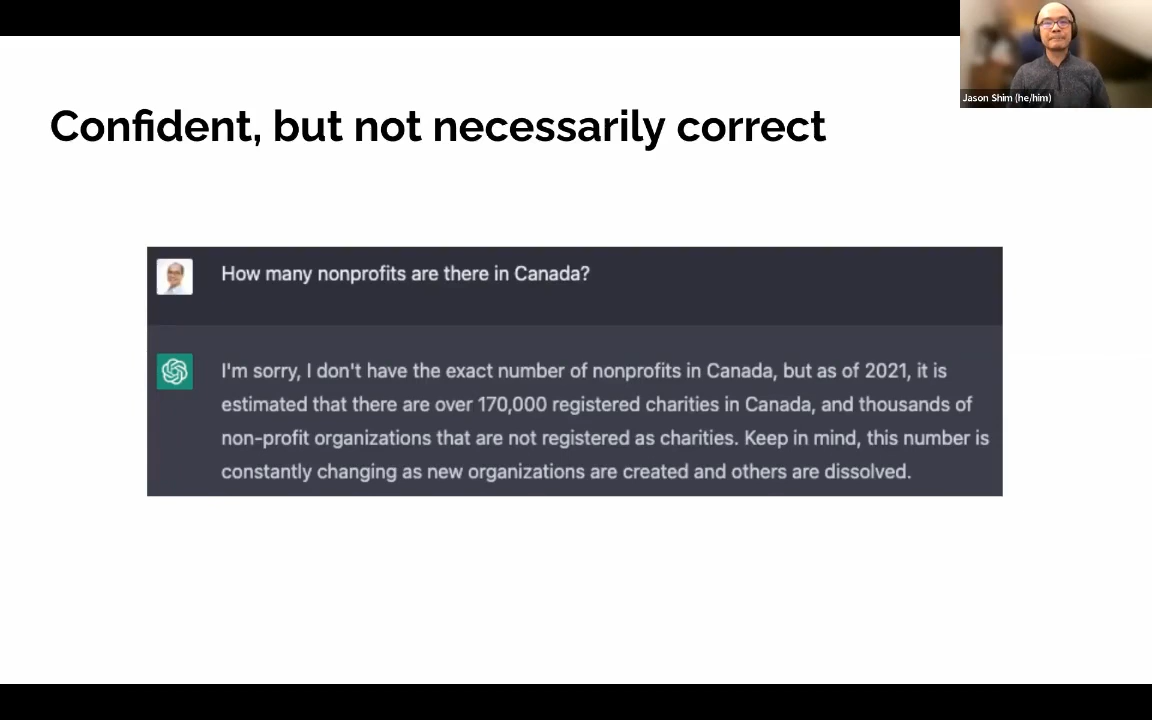 Jason Shim (he/him)
Confident, but not necessarily correct
How many nonprofits are there in Canada?
I'm sorry, I don't have the exact number of nonprofits in Canada, but as of 2021, it is
estimated that there are over 170,000 registered charities in Canada, and thousands of
non-profit organizations that are not registered as charities. Keep in mind, this number is
constantly changing as new organizations are created and others are dissolved.